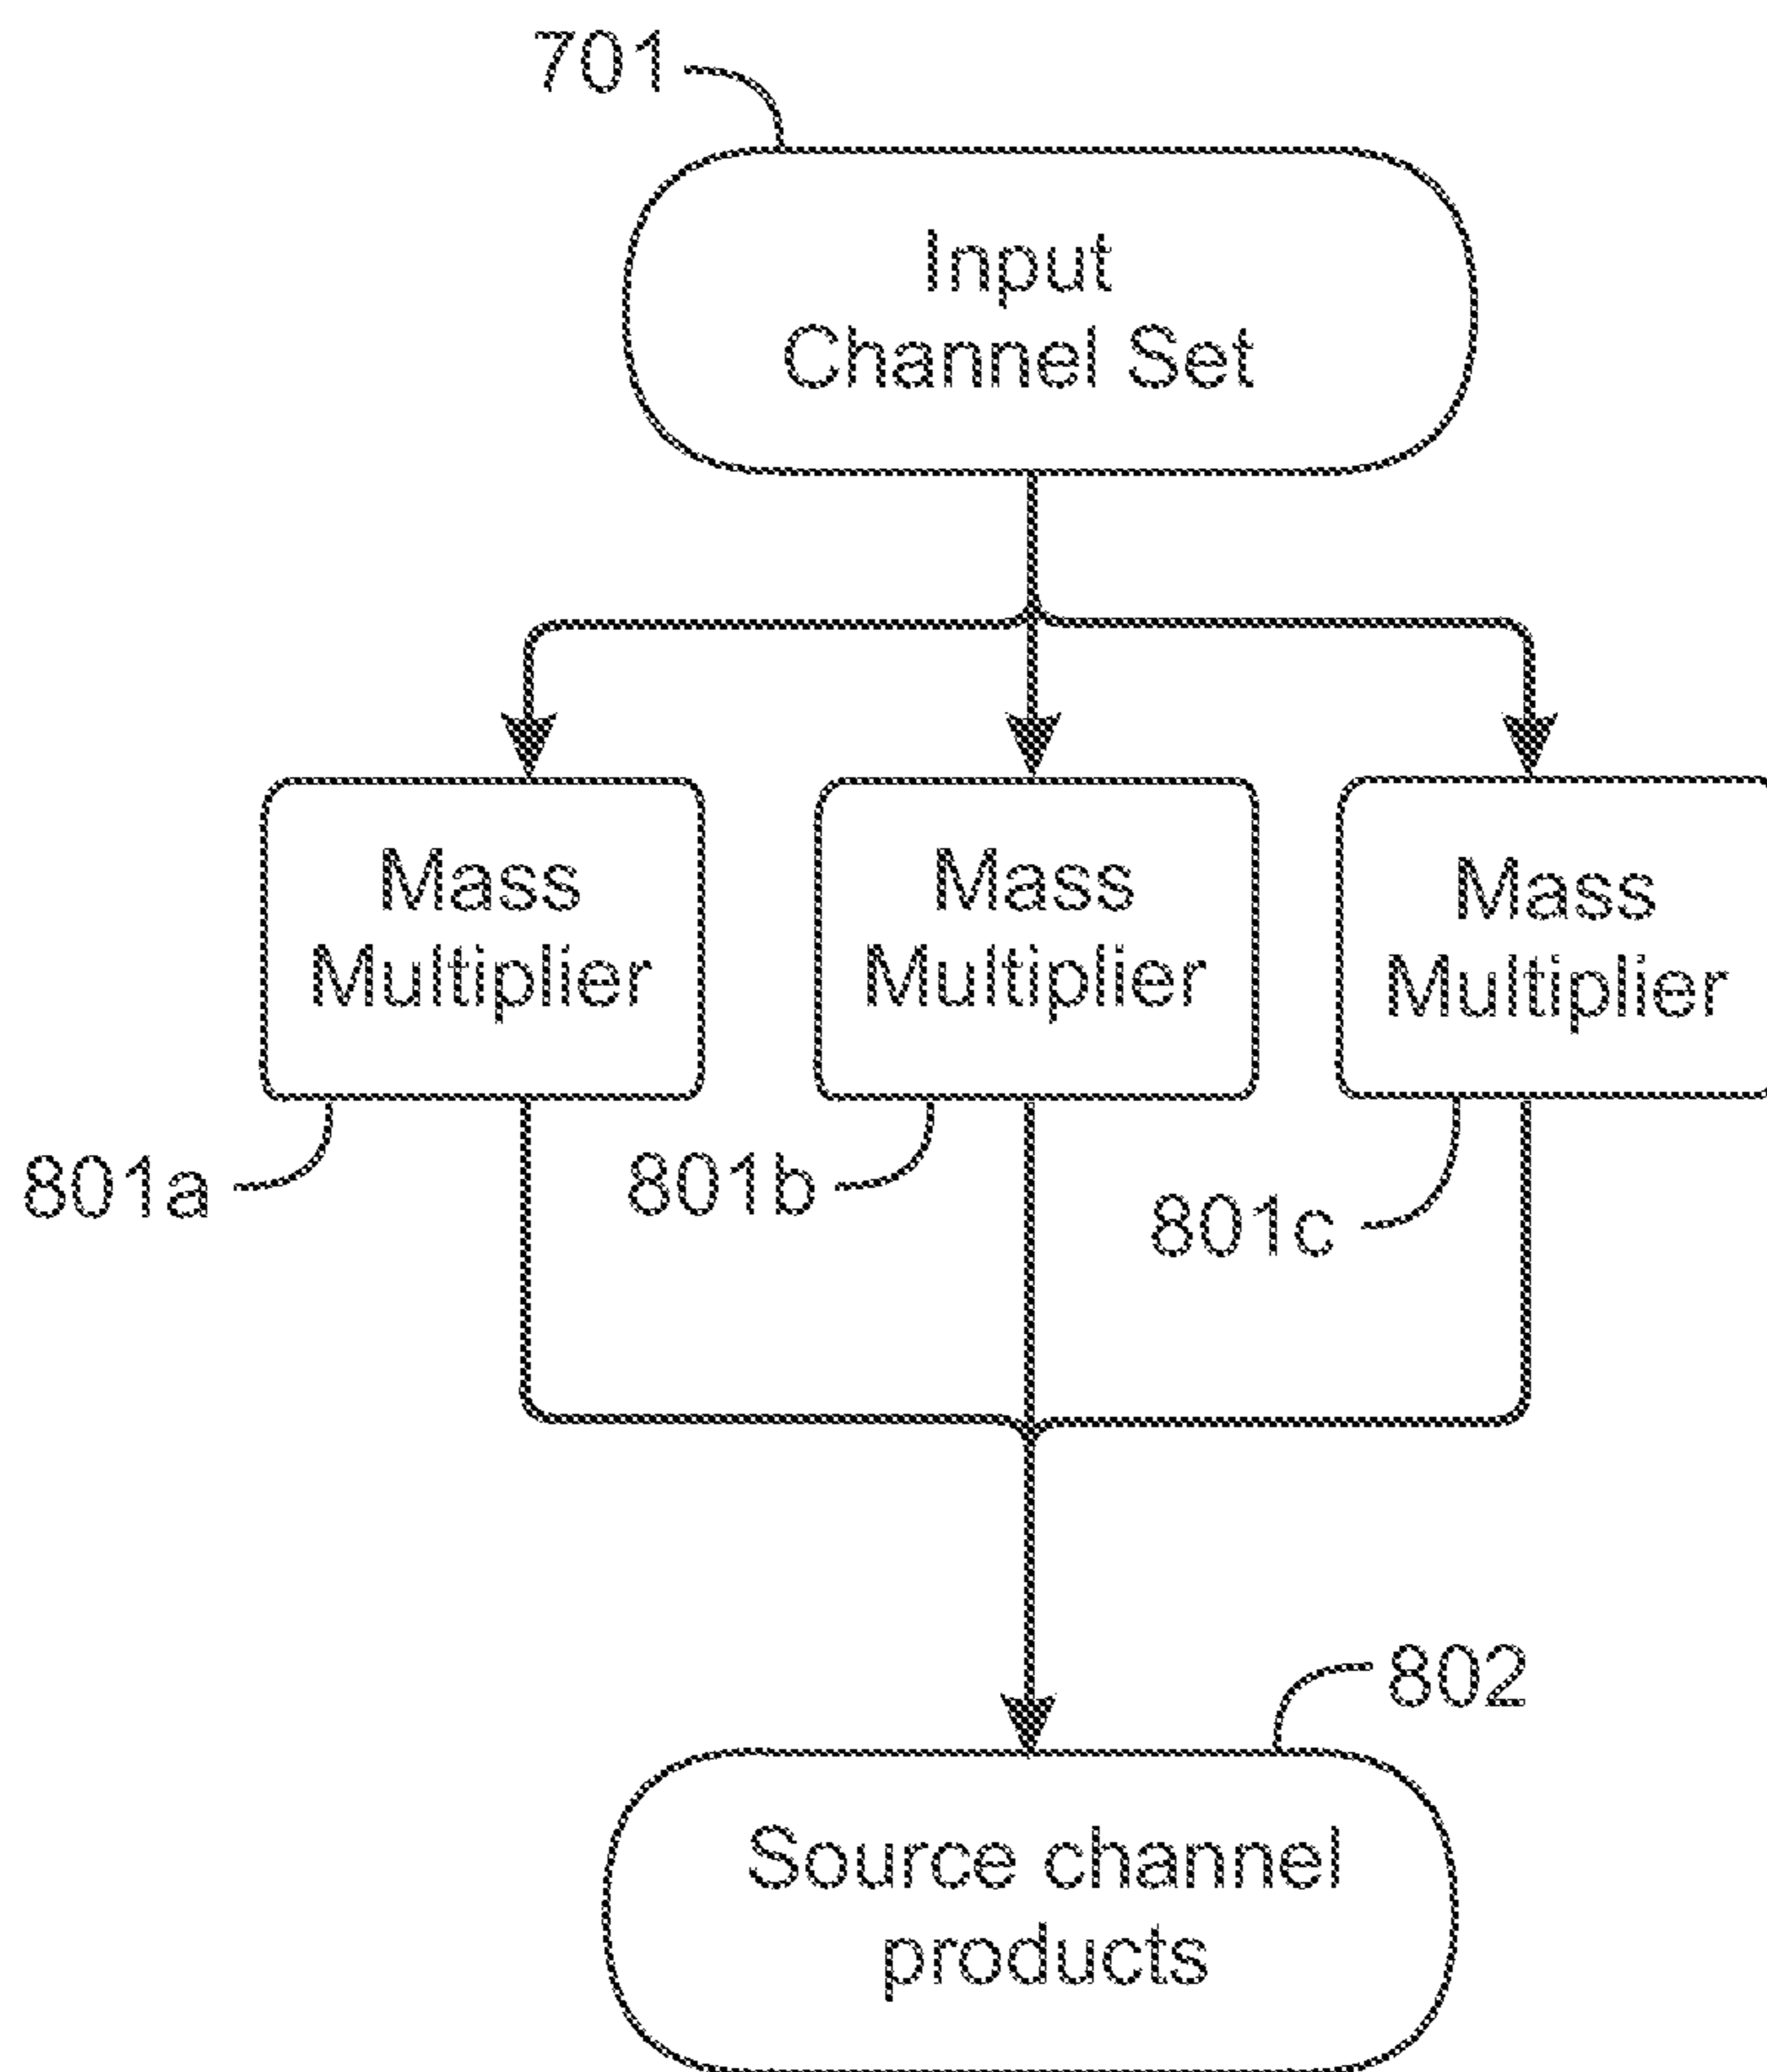 701
Input
Channel Set
Mass
Multiplier
Mass
Multiplier
Mass
Multiplier
801a
801b
801c
802
Source channel
products